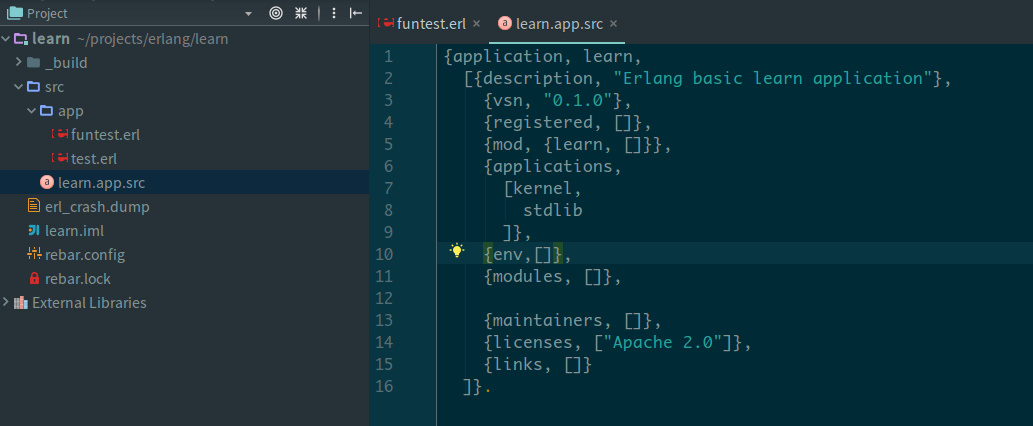 Project
learn ~/projects/erlang/learn
_build
src
app
funtest.erl
test.erl
learn.app.src
erl_crash.dump
learn.iml
rebar.config
rebar.lock
External Libraries
funtest.erl learn.app.src
1 {application, learn,
2 [{description, "Erlang basic learn application"},
3 {vsn, "0.1.0"},
4 {registered, []},
5 {mod, {learn, []}},
6 {applications,
7 [kernel,
8 stdlib
9 ]},
10 {env,[]},
11 {modules, []},
12
13 {maintainers, []},
14 {licenses, ["Apache 2.0"]},
15 {links, []}
16 ]}.